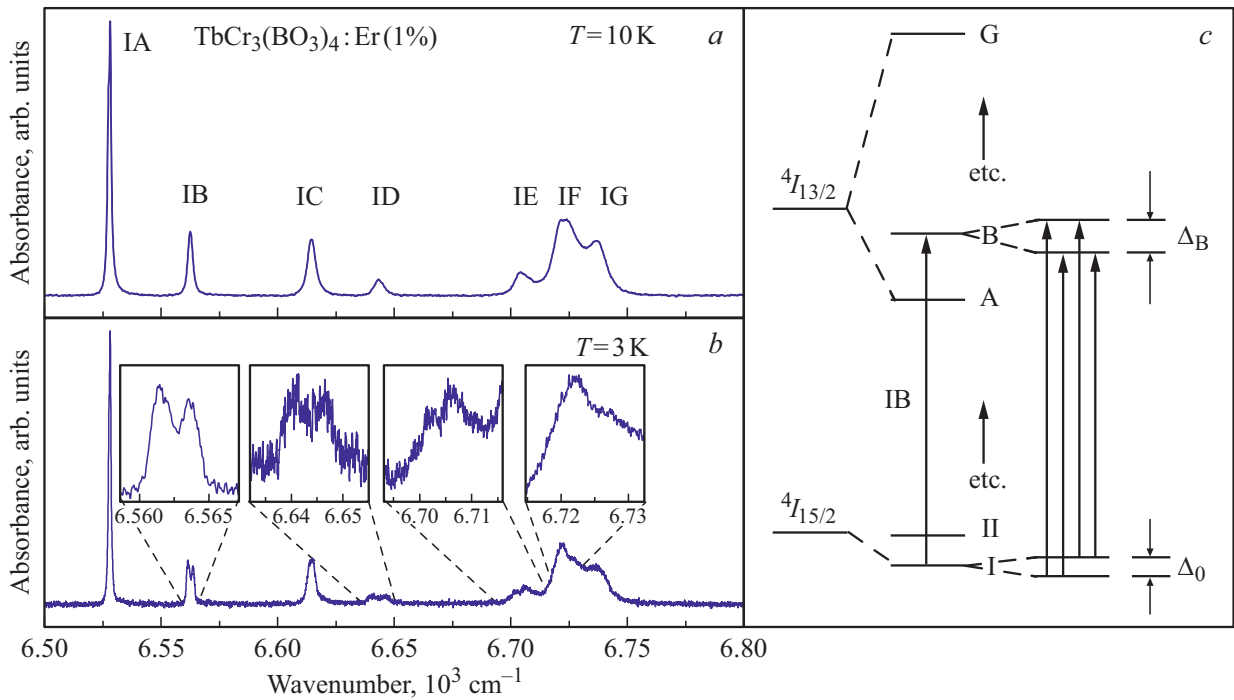 IA TbCr₃(BO₃)₄ : Er (1%) T = 10 K a
IB IC ID IE IF IG
Absorbance, arb. units
T = 3 K b
6.560 6.565 6.64 6.65 6.70 6.71 6.72 6.73
Absorbance, arb. units
6.50 6.55 6.60 6.65 6.70 6.75 6.80
Wavenumber, 10³ cm⁻¹
c
G
etc.
⁴I₁₃/₂
B Δ_B
A
IB
etc.
⁴I₁₅/₂
II
I Δ₀